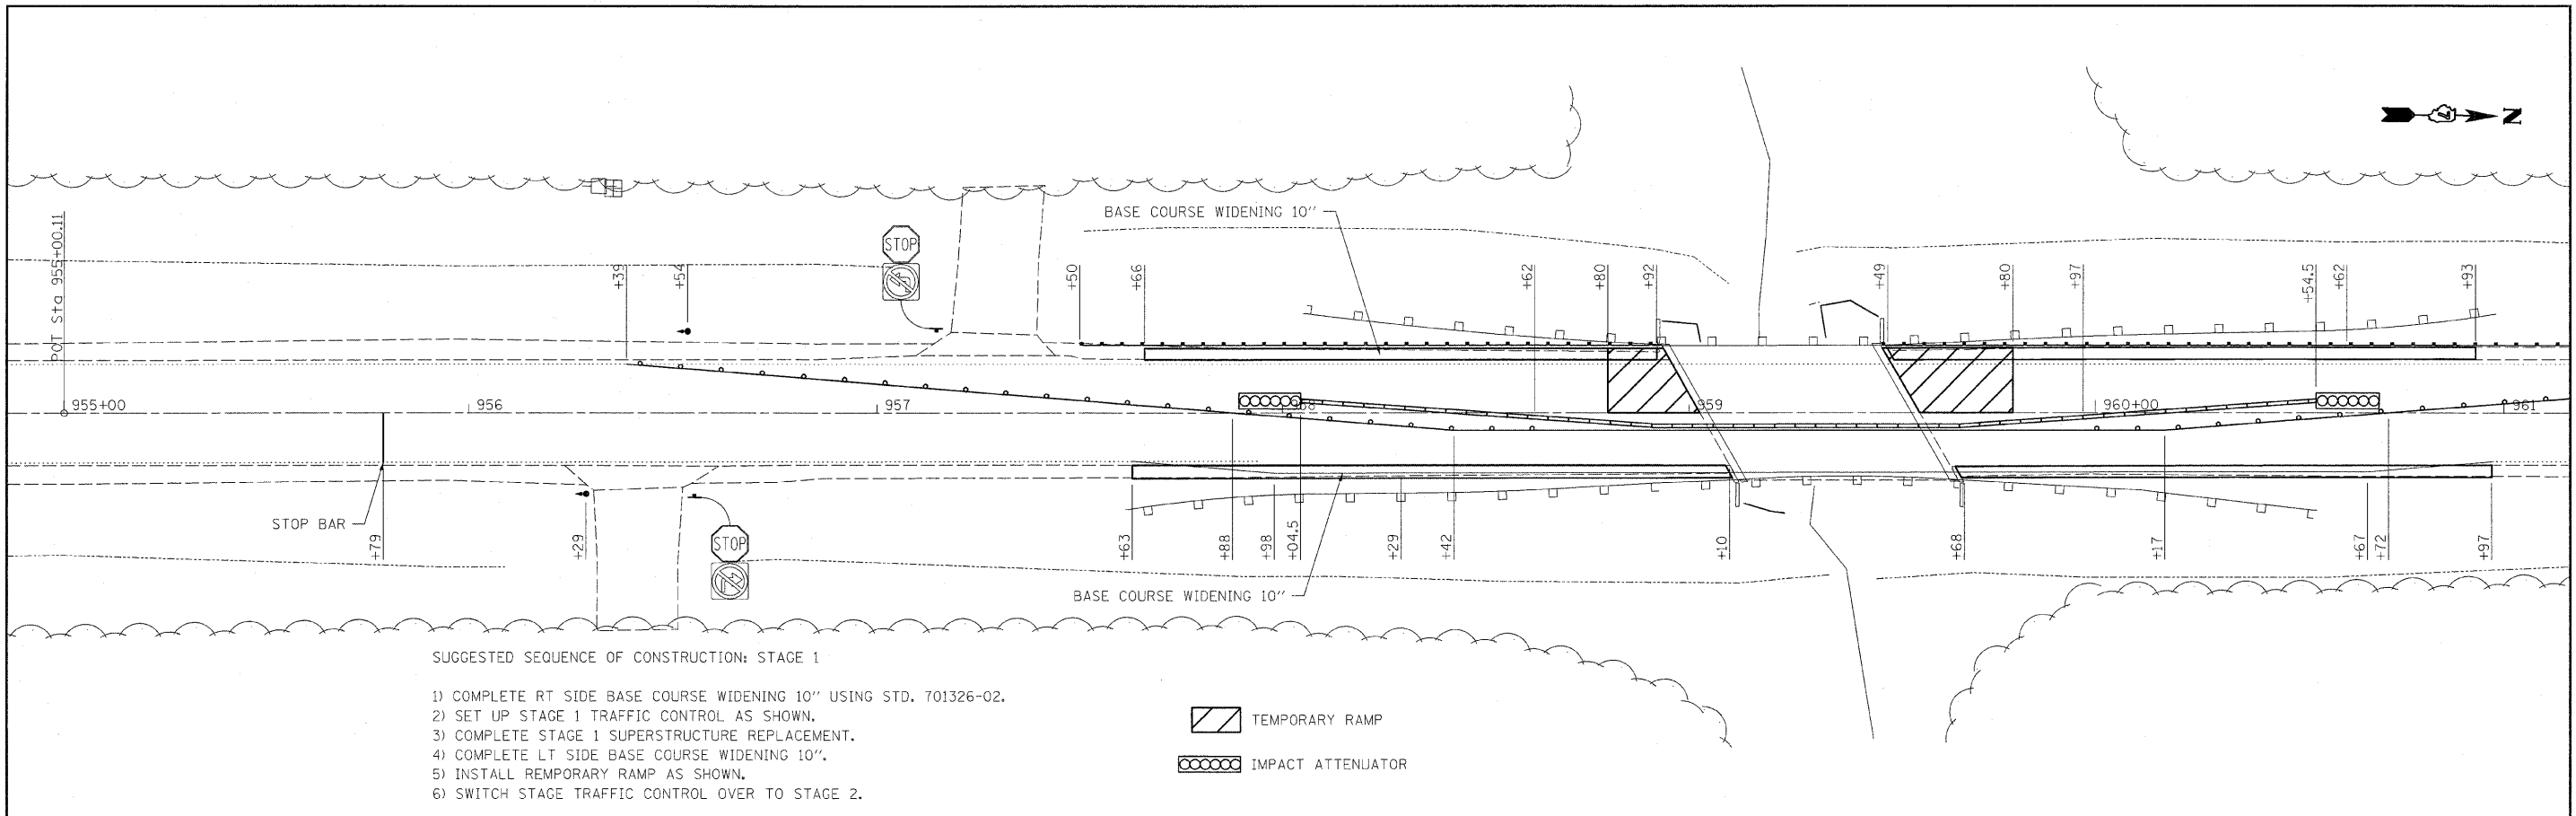 N
POT Sta 955+00.11
+39
+54
STOP
BASE COURSE WIDENING 10"
+50
+66
+62
+80
+92
+49
+80
+97
+54.5
+62
+93
955+00
956
957
958
959
960+00
961
STOP BAR
+79
+29
STOP
+63
+88
+98
+04.5
+29
+42
+10
+68
+17
+67
+72
+97
BASE COURSE WIDENING 10"
SUGGESTED SEQUENCE OF CONSTRUCTION: STAGE 1
1) COMPLETE RT SIDE BASE COURSE WIDENING 10" USING STD. 701326-02.
2) SET UP STAGE 1 TRAFFIC CONTROL AS SHOWN.
3) COMPLETE STAGE 1 SUPERSTRUCTURE REPLACEMENT.
4) COMPLETE LT SIDE BASE COURSE WIDENING 10".
5) INSTALL REMPORARY RAMP AS SHOWN.
6) SWITCH STAGE TRAFFIC CONTROL OVER TO STAGE 2.
TEMPORARY RAMP
IMPACT ATTENUATOR